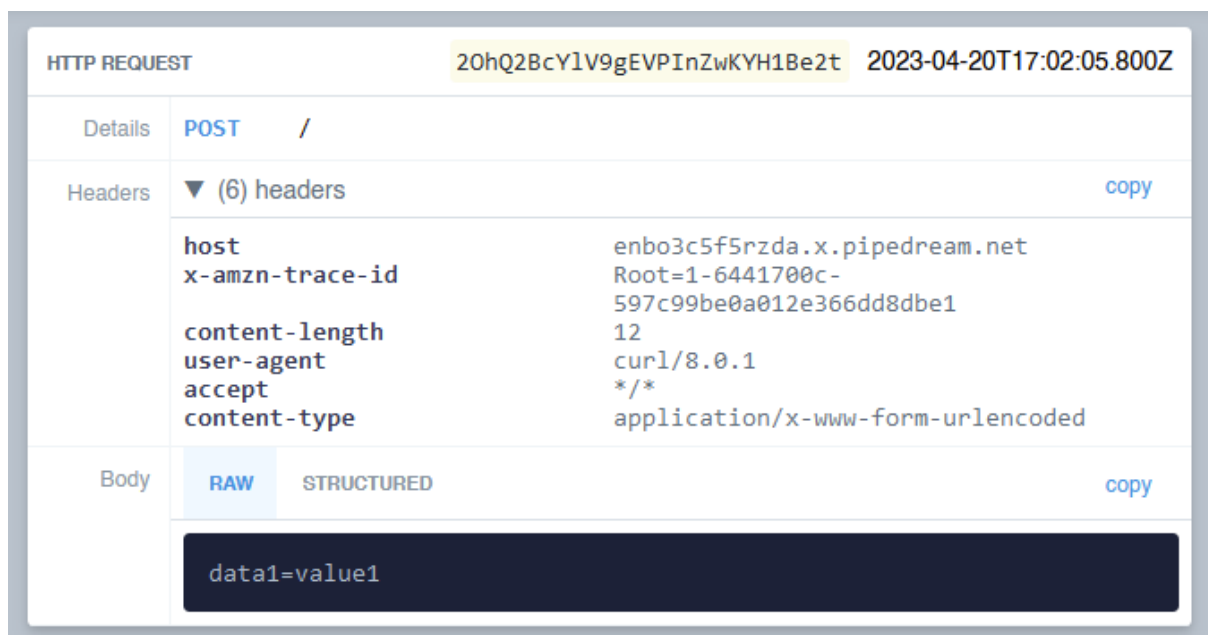 HTTP REQUEST 2OhQ2BcYlV9gEVPInZwKYH1Be2t 2023-04-20T17:02:05.800Z
Details POST /
Headers ▼ (6) headers copy
host enbo3c5f5rzda.x.pipedream.net
x-amzn-trace-id Root=1-6441700c-
597c99be0a012e366dd8dbe1
content-length 12
user-agent curl/8.0.1
accept */*
content-type application/x-www-form-urlencoded
Body RAW STRUCTURED copy
data1=value1